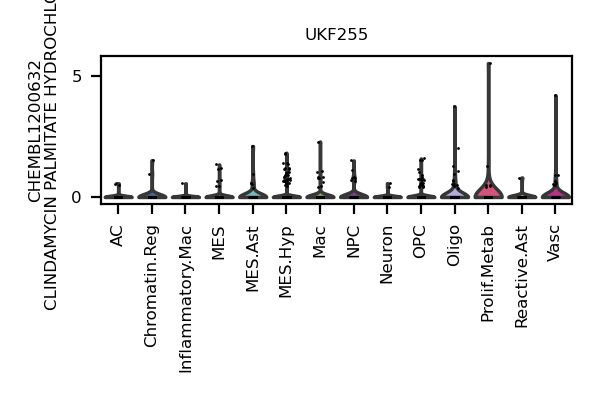 UKF255
CHEMBL1200632
CLINDAMYCIN PALMITATE
5
0
AC
Chromatin.Reg
Inflammatory.Mac
MES
MES.Ast
MES.Hyp
Mac
NPC
Neuron
OPC
Oligo
Prolif.Metab
Reactive.Ast
Vasc